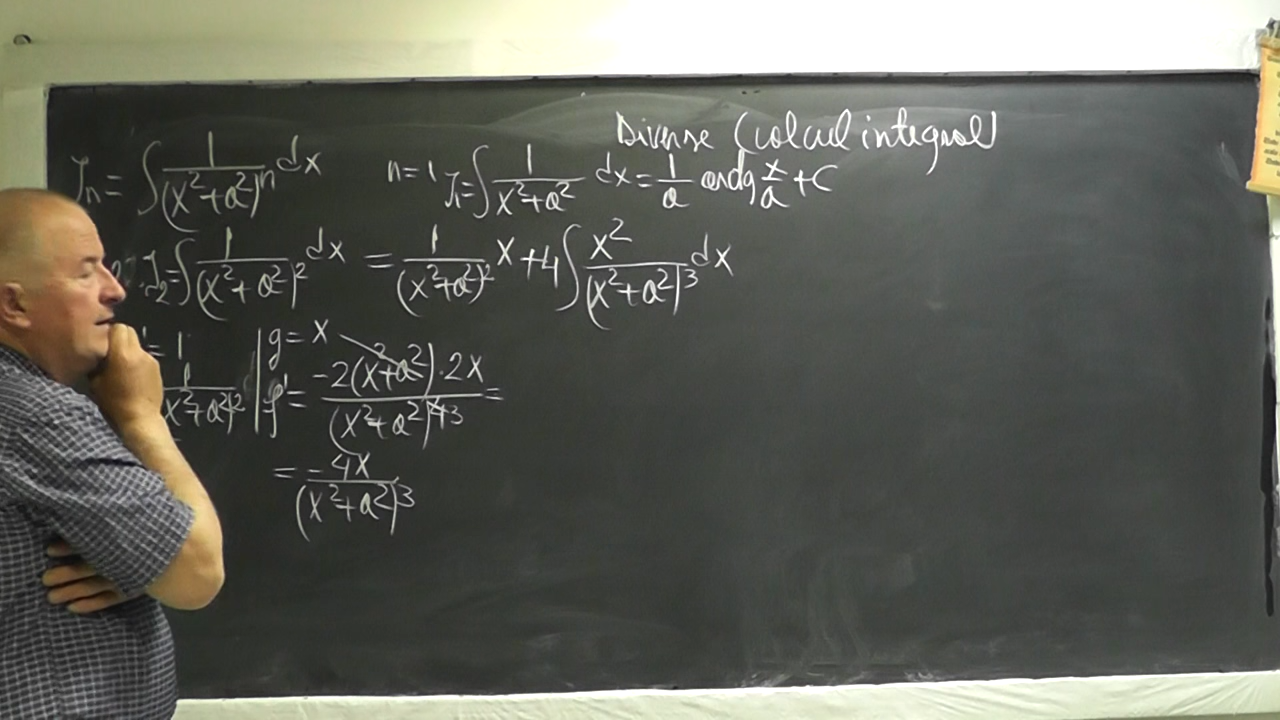 Diverse (calcul integral)
Jn = ∫ 1/(x²+a²)ⁿ dx    n=1 J₁=∫ 1/(x²+a²) dx = 1/a arctg x/a + C
J₂=∫ 1/(x²+a²)² dx = 1/(x²+a²)² x + 4∫ x²/(x²+a²)³ dx
' = 1 | g = x
1/(x²+a²)² | f' = -2(x²+a²)·2x/(x²+a²)⁴ 3 =
= -4x/(x²+a²)³